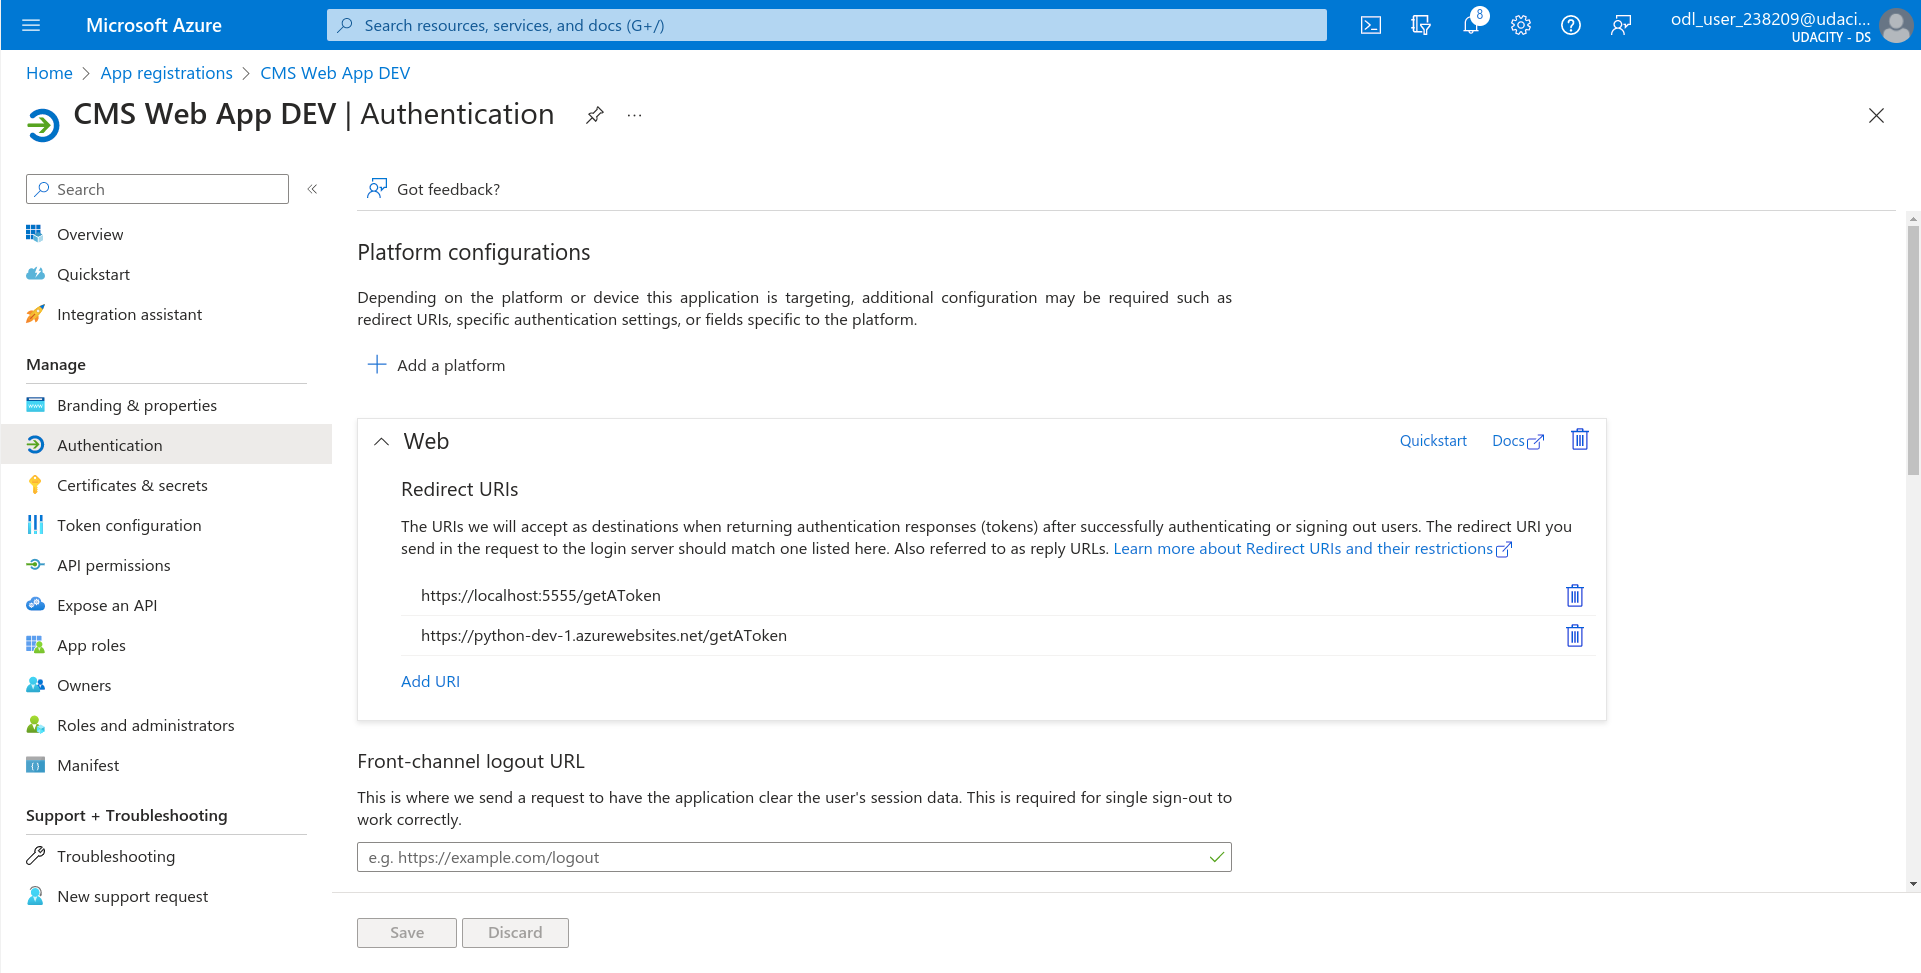 Microsoft Azure
Search resources, services, and docs (G+/)
8
odl_user_238209@udaci...
UDACITY - DS
Home > App registrations > CMS Web App DEV
CMS Web App DEV | Authentication
...
Search
«
Got feedback?
Overview
Quickstart
Integration assistant
Manage
Branding & properties
Authentication
Certificates & secrets
Token configuration
API permissions
Expose an API
App roles
Owners
Roles and administrators
Manifest
Support + Troubleshooting
Troubleshooting
New support request
Platform configurations
Depending on the platform or device this application is targeting, additional configuration may be required such as
redirect URIs, specific authentication settings, or fields specific to the platform.
Add a platform
Web
Quickstart
Docs
Redirect URIs
The URIs we will accept as destinations when returning authentication responses (tokens) after successfully authenticating or signing out users. The redirect URI you
send in the request to the login server should match one listed here. Also referred to as reply URLs. Learn more about Redirect URIs and their restrictions
https://localhost:5555/getAToken
https://python-dev-1.azurewebsites.net/getAToken
Add URI
Front-channel logout URL
This is where we send a request to have the application clear the user's session data. This is required for single sign-out to
work correctly.
e.g. https://example.com/logout
Save
Discard